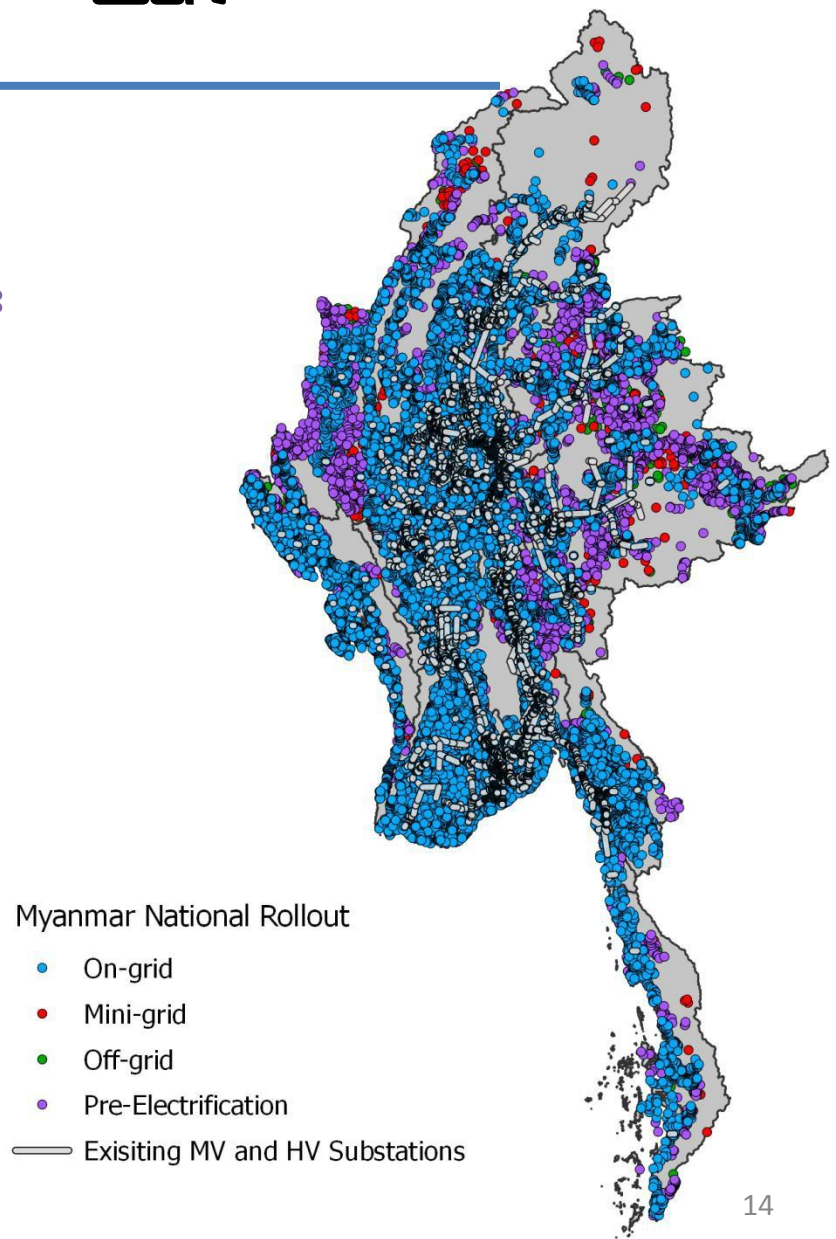 Myanmar National Rollout
On-grid
Mini-grid
Off-grid
Pre-Electrification
Exisiting MV and HV Substations
14